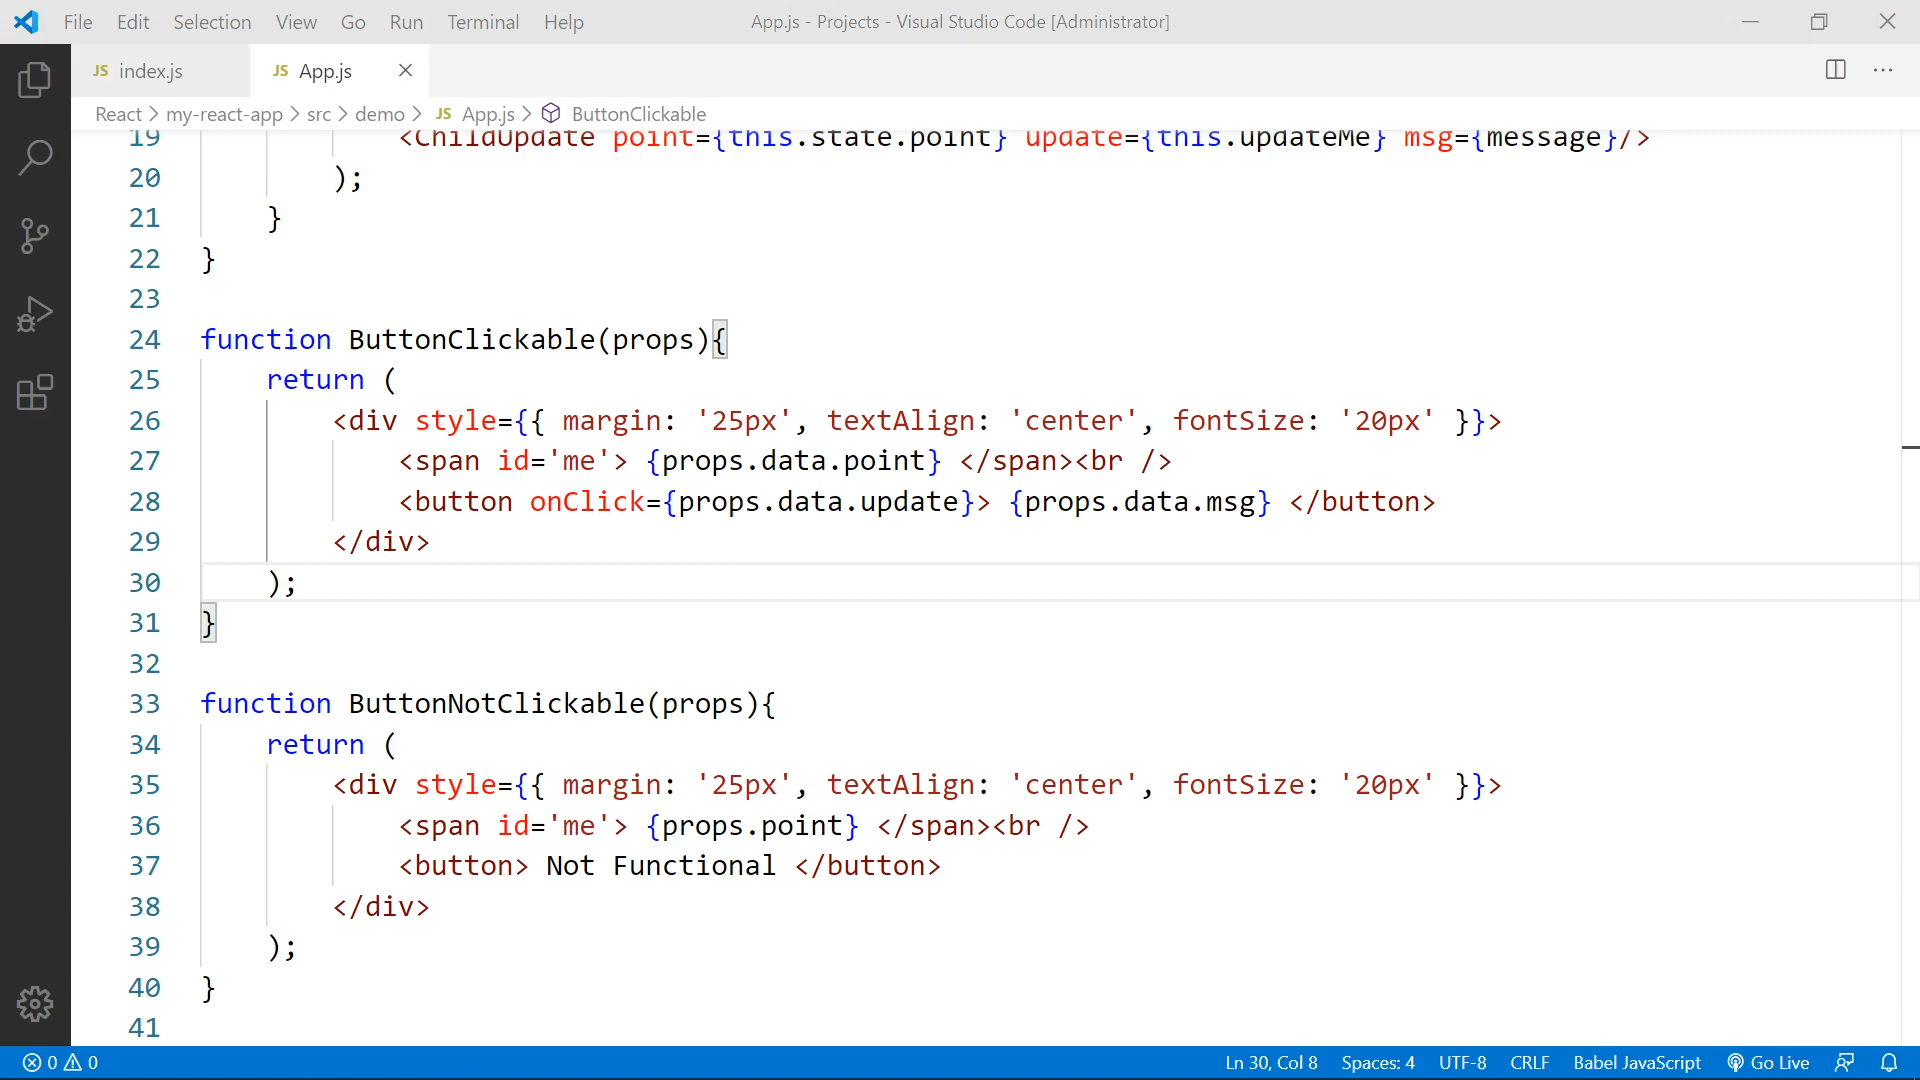 File Edit Selection View Go Run Terminal Help App.js - Projects - Visual Studio Code [Administrator]
JS index.js JS App.js
React > my-react-app > src > demo > JS App.js > ButtonClickable
19 <ChildUpdate point={this.state.point} update={this.updateMe} msg={message}/>
20 );
21 }
22 }
23
24 function ButtonClickable(props){
25 return (
26 <div style={{ margin: '25px', textAlign: 'center', fontSize: '20px' }}>
27 <span id='me'> {props.data.point} </span><br />
28 <button onClick={props.data.update}> {props.data.msg} </button>
29 </div>
30 );
31 }
32
33 function ButtonNotClickable(props){
34 return (
35 <div style={{ margin: '25px', textAlign: 'center', fontSize: '20px' }}>
36 <span id='me'> {props.point} </span><br />
37 <button> Not Functional </button>
38 </div>
39 );
40 }
41
0 0 Ln 30, Col 8 Spaces: 4 UTF-8 CRLF Babel JavaScript Go Live